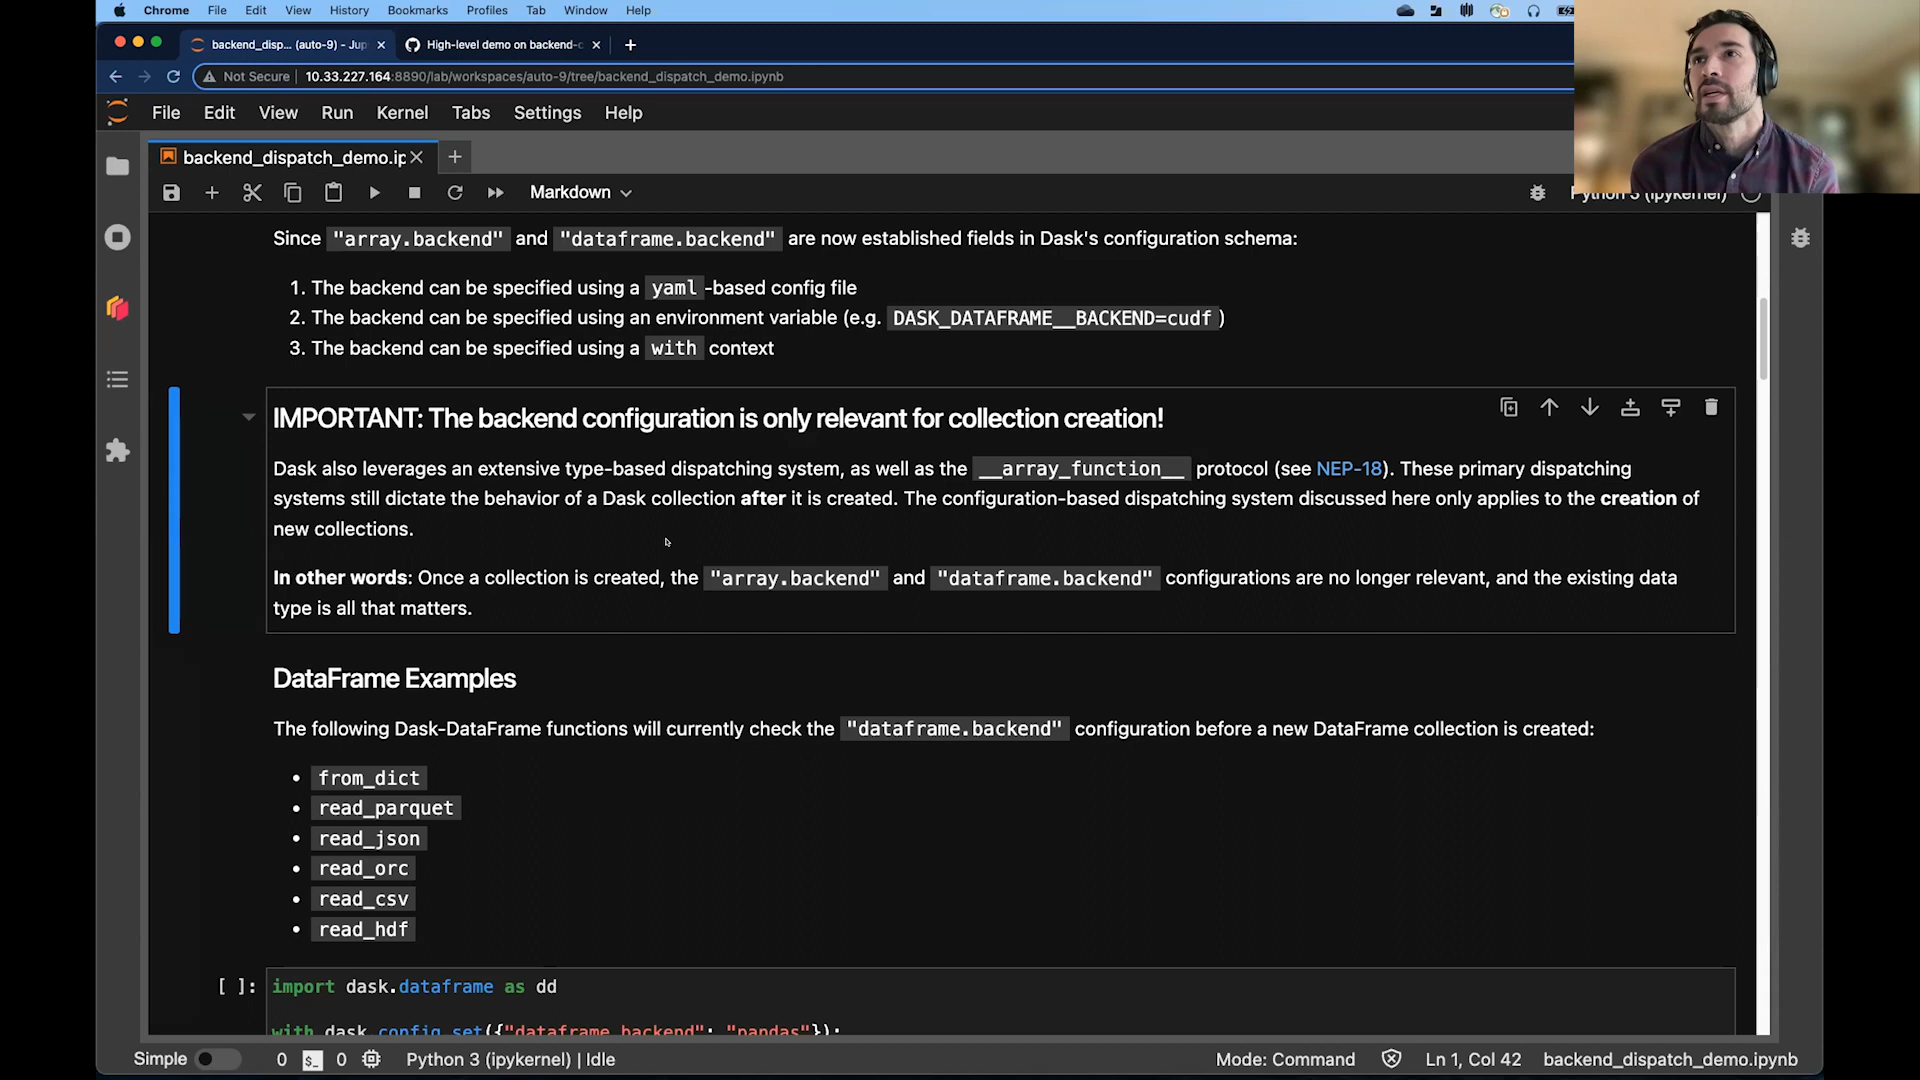 Chrome File Edit View History Bookmarks Profiles Tab Window Help
backend_disp... (auto-9) - Jup
High-level demo on backend-
Not Secure | 10.33.227.164:8890/lab/workspaces/auto-9/tree/backend_dispatch_demo.ipynb
File Edit View Run Kernel Tabs Settings Help
backend_dispatch_demo.ip
Markdown
Python 3 (ipykernel)
Since "array.backend" and "dataframe.backend" are now established fields in Dask's configuration schema:
1. The backend can be specified using a yaml-based config file
2. The backend can be specified using an environment variable (e.g. DASK_DATAFRAME__BACKEND=cudf)
3. The backend can be specified using a with context
IMPORTANT: The backend configuration is only relevant for collection creation!
Dask also leverages an extensive type-based dispatching system, as well as the __array_function__ protocol (see NEP-18). These primary dispatching
systems still dictate the behavior of a Dask collection after it is created. The configuration-based dispatching system discussed here only applies to the creation of
new collections.
In other words: Once a collection is created, the "array.backend" and "dataframe.backend" configurations are no longer relevant, and the existing data
type is all that matters.
DataFrame Examples
The following Dask-DataFrame functions will currently check the "dataframe.backend" configuration before a new DataFrame collection is created:
• from_dict
• read_parquet
• read_json
• read_orc
• read_csv
• read_hdf
[ ]: import dask.dataframe as dd
with dask.config.set({"dataframe.backend": "pandas"}):
Simple 0 $_ 0 Python 3 (ipykernel) | Idle Mode: Command Ln 1, Col 42 backend_dispatch_demo.ipynb